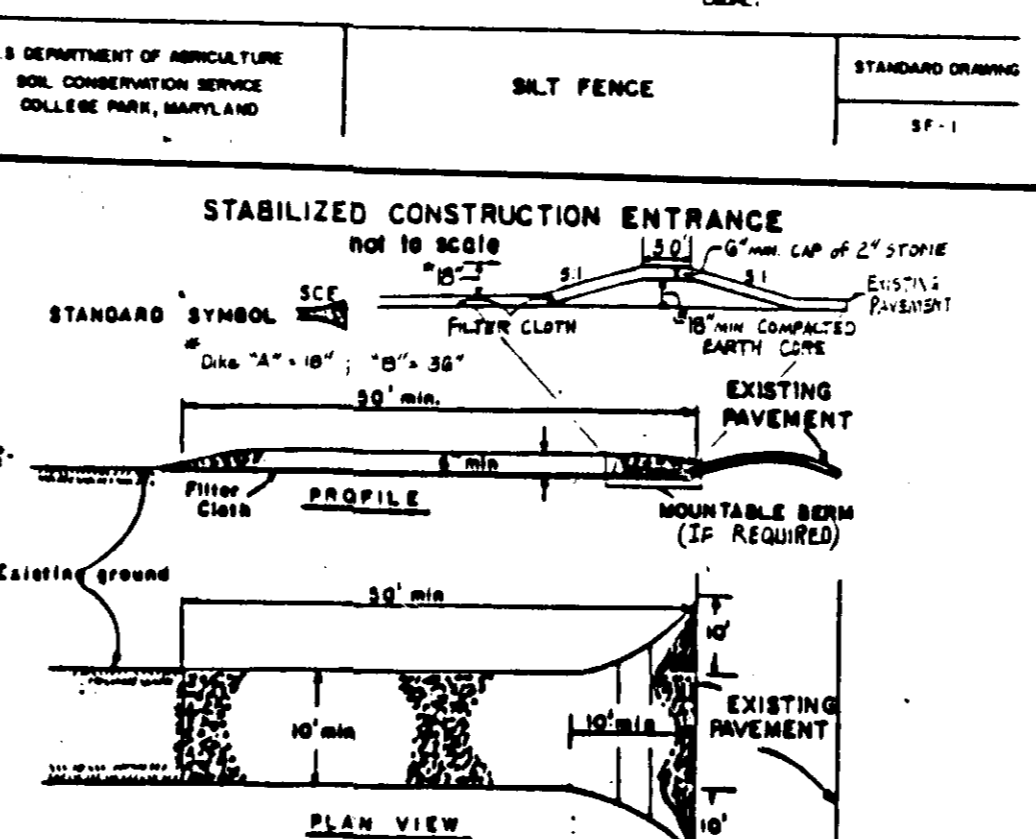 S DEPARTMENT OF AGRICULTURE
SOIL CONSERVATION SERVICE
COLLEGE PARK, MARYLAND
SILT FENCE
STANDARD DRAWING
SF-1
STABILIZED CONSTRUCTION ENTRANCE
not to scale
50'
6" MIN. CAP of 2" STONE
*18"
5:1
5:1
EXISTING
PAVEMENT
SCE
STANDARD SYMBOL
FILTER CLOTH
18" MIN COMPACTED
EARTH CORE
* Dike "A" = 18" ; "B" = 36"
50' min.
EXISTING
PAVEMENT
6" min
Filter
Cloth
PROFILE
MOUNTABLE BERM
(IF REQUIRED)
Existing ground
50' min
10'
10' min
10' min
EXISTING
PAVEMENT
10'
PLAN VIEW